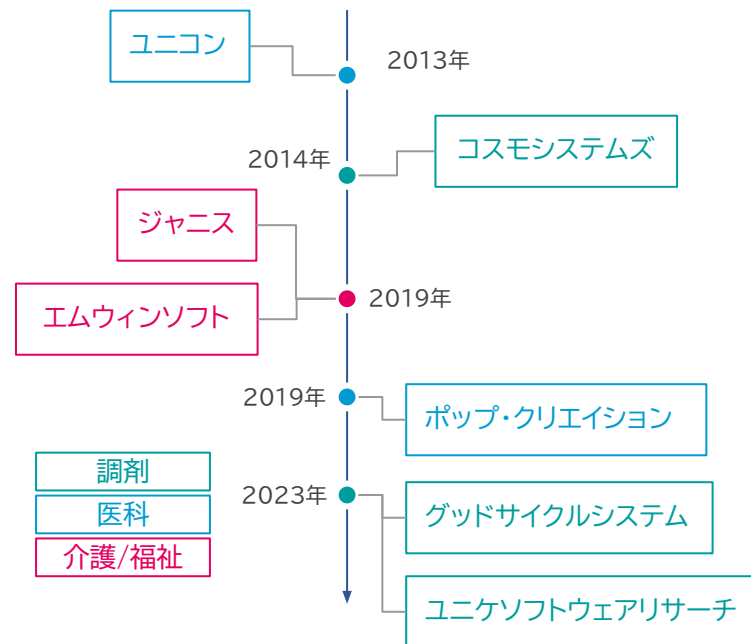 ユニコン
2013年
2014年
コスモシステムズ
ジャニス
エムウィンソフト
2019年
2019年
ポップ・クリエイション
調剤
医科
介護/福祉
2023年
グッドサイクルシステム
ユニケソフトウェアリサーチ